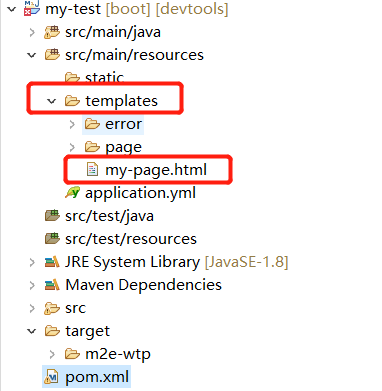 my-test [boot] [devtools]
src/main/java
src/main/resources
static
templates
error
page
my-page.html
application.yml
src/test/java
src/test/resources
JRE System Library [JavaSE-1.8]
Maven Dependencies
src
target
m2e-wtp
pom.xml